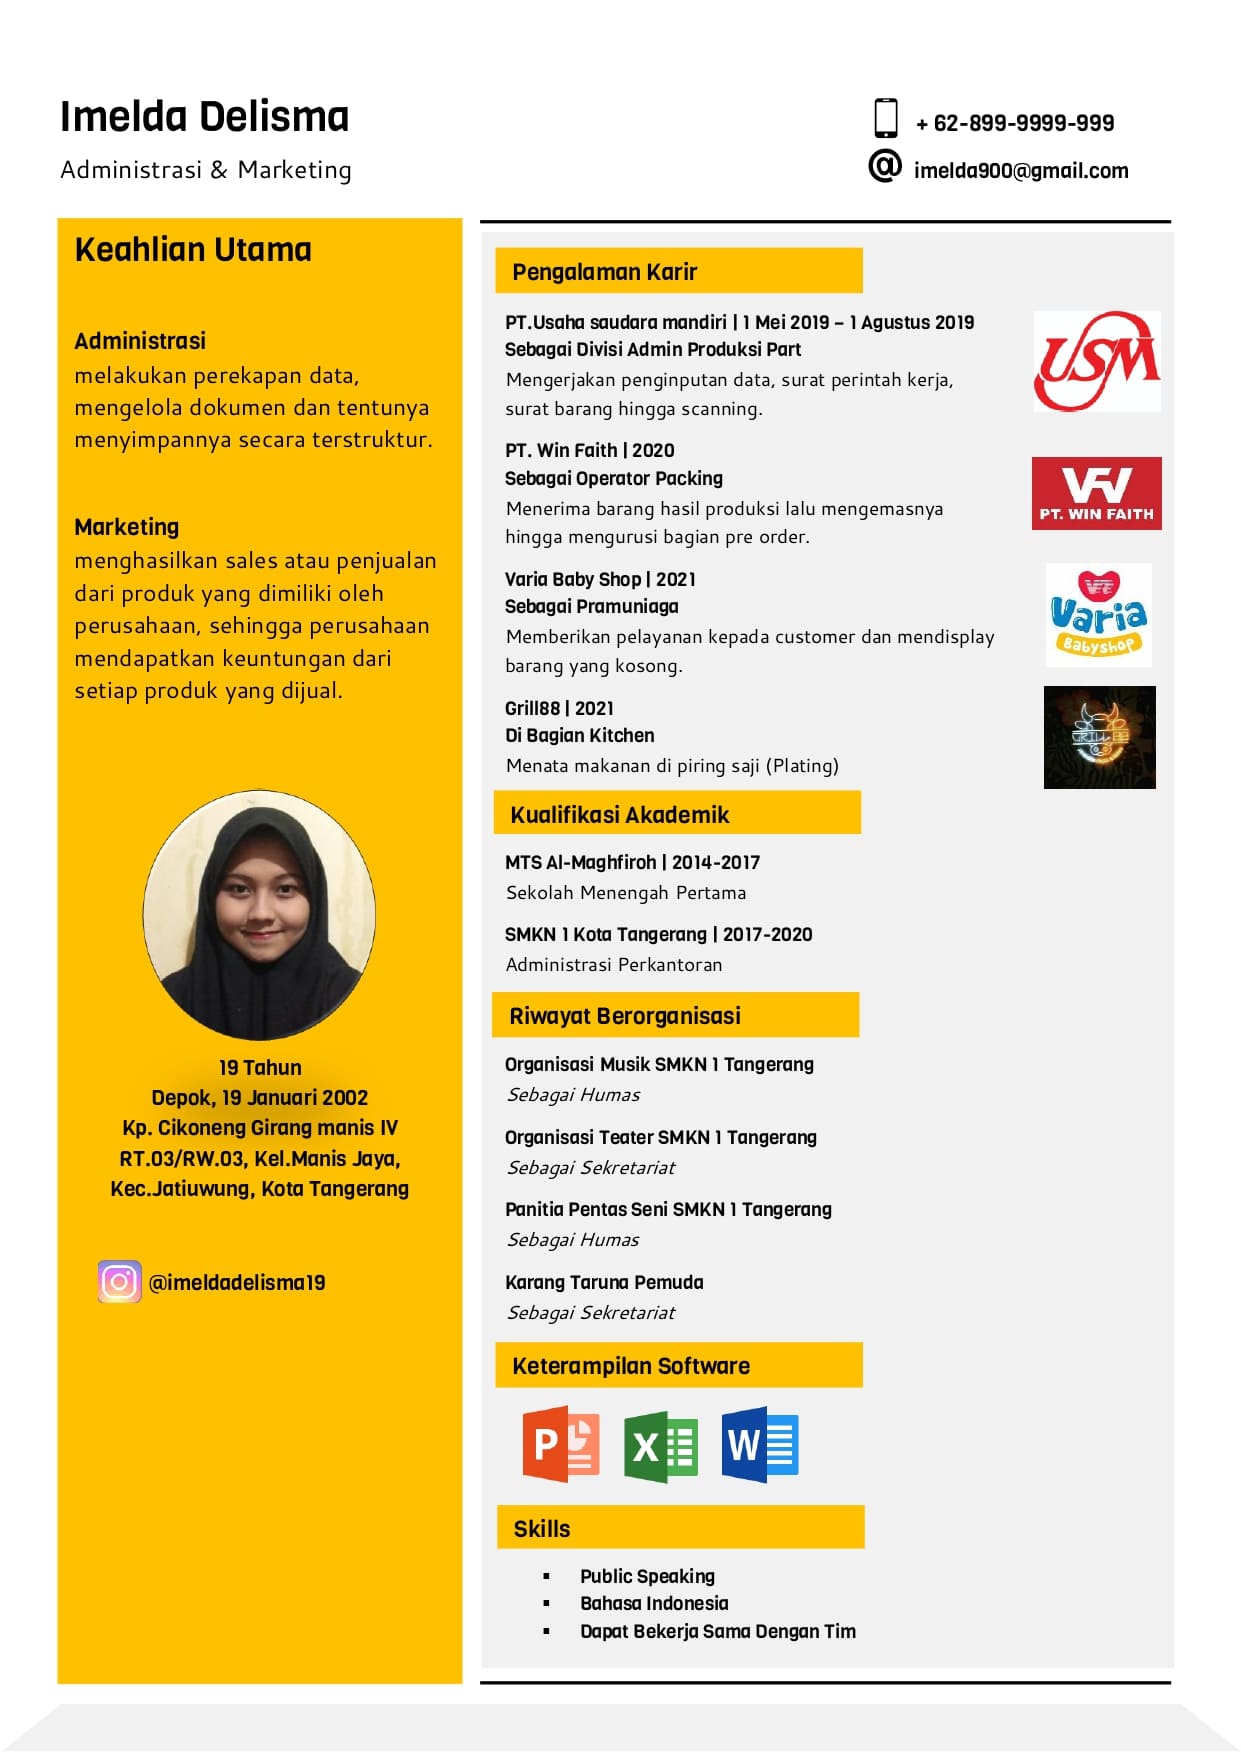 Imelda Delisma
Administrasi & Marketing
+ 62-899-9999-999
@ imelda900@gmail.com
Keahlian Utama
Administrasi
melakukan perekapan data,
mengelola dokumen dan tentunya
menyimpannya secara terstruktur.
Marketing
menghasilkan sales atau penjualan
dari produk yang dimiliki oleh
perusahaan, sehingga perusahaan
mendapatkan keuntungan dari
setiap produk yang dijual.
19 Tahun
Depok, 19 Januari 2002
Kp. Cikoneng Girang manis IV
RT.03/RW.03, Kel.Manis Jaya,
Kec.Jatiuwung, Kota Tangerang
@imeldadelisma19
Pengalaman Karir
PT.Usaha saudara mandiri | 1 Mei 2019 – 1 Agustus 2019
Sebagai Divisi Admin Produksi Part
Mengerjakan penginputan data, surat perintah kerja,
surat barang hingga scanning.
USM
PT. Win Faith | 2020
Sebagai Operator Packing
Menerima barang hasil produksi lalu mengemasnya
hingga mengurusi bagian pre order.
PT. WIN FAITH
Varia Baby Shop | 2021
Sebagai Pramuniaga
Memberikan pelayanan kepada customer dan mendisplay
barang yang kosong.
Varia
Babyshop
Grill88 | 2021
Di Bagian Kitchen
Menata makanan di piring saji (Plating)
Kualifikasi Akademik
MTS Al-Maghfiroh | 2014-2017
Sekolah Menengah Pertama
SMKN 1 Kota Tangerang | 2017-2020
Administrasi Perkantoran
Riwayat Berorganisasi
Organisasi Musik SMKN 1 Tangerang
Sebagai Humas
Organisasi Teater SMKN 1 Tangerang
Sebagai Sekretariat
Panitia Pentas Seni SMKN 1 Tangerang
Sebagai Humas
Karang Taruna Pemuda
Sebagai Sekretariat
Keterampilan Software
P X W
Skills
▪ Public Speaking
▪ Bahasa Indonesia
▪ Dapat Bekerja Sama Dengan Tim